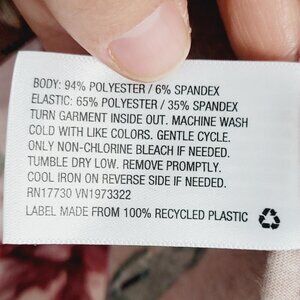 BODY: 94% POLYESTER / 6% SPANDEX
ELASTIC: 65% POLYESTER / 35% SPANDEX
TURN GARMENT INSIDE OUT. MACHINE WASH
COLD WITH LIKE COLORS. GENTLE CYCLE.
ONLY NON-CHLORINE BLEACH IF NEEDED.
TUMBLE DRY LOW. REMOVE PROMPTLY.
COOL IRON ON REVERSE SIDE IF NEEDED.
RN17730 VN1973322
LABEL MADE FROM 100% RECYCLED PLASTIC